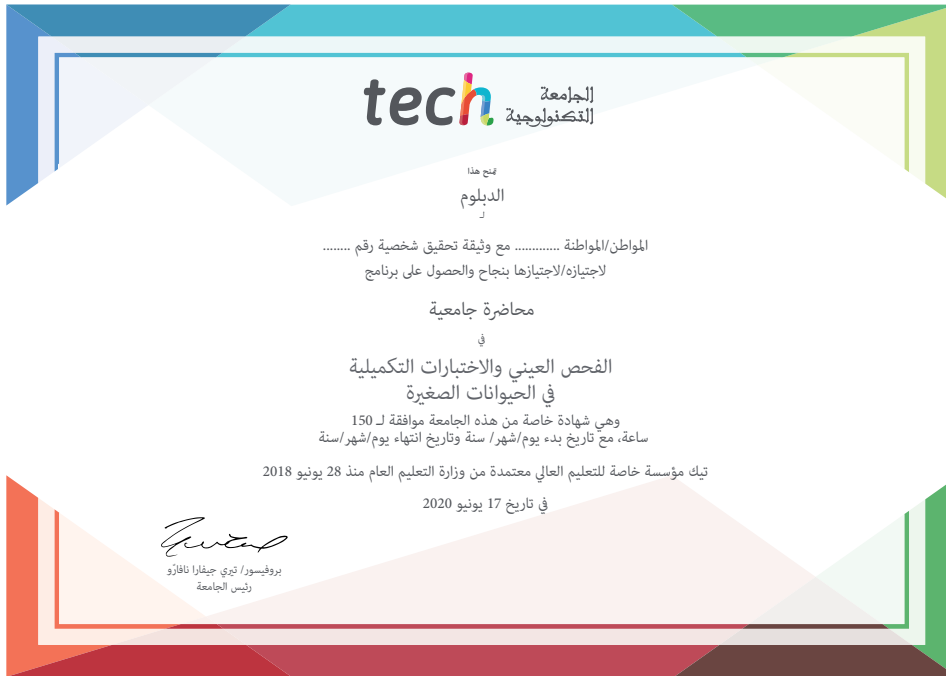 tech الجامعة
التكنولوجية
يمنح هذا
الدبلوم
لـ
المواطن/المواطنة ............ مع وثيقة تحقيق شخصية رقم ........
لاجتيازه/لاجتيازها بنجاح والحصول على برنامج
محاضرة جامعية
في
الفحص العيني والاختبارات التكميلية
في الحيوانات الصغيرة
وهي شهادة خاصة من هذه الجامعة موافقة لـ 150
ساعة، مع تاريخ بدء يوم/شهر/ سنة وتاريخ انتهاء يوم/شهر/سنة
تيك مؤسسة خاصة للتعليم العالي معتمدة من وزارة التعليم العام منذ 28 يونيو 2018
في تاريخ 17 يونيو 2020
بروفيسور/ تيري جيفارا نافارّو
رئيس الجامعة